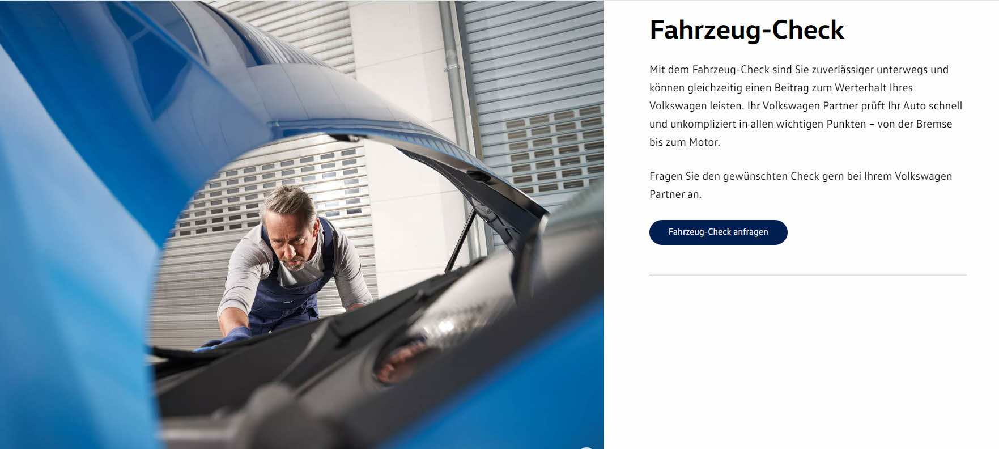 Fahrzeug-Check
Mit dem Fahrzeug-Check sind Sie zuverlässiger unterwegs und
können gleichzeitig einen Beitrag zum Werterhalt Ihres
Volkswagen leisten. Ihr Volkswagen Partner prüft Ihr Auto schnell
und unkompliziert in allen wichtigen Punkten – von der Bremse
bis zum Motor.
Fragen Sie den gewünschten Check gern bei Ihrem Volkswagen
Partner an.
Fahrzeug-Check anfragen